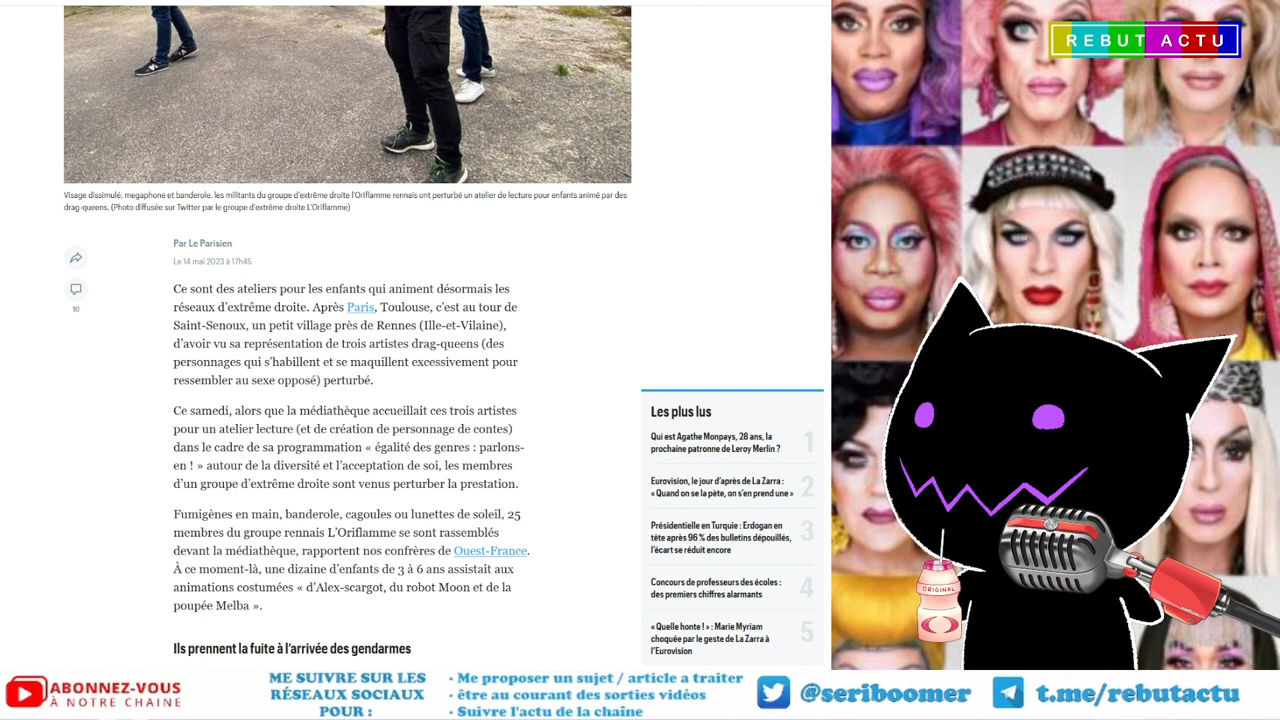 REBUT ACTU
Visage dissimulé, megaphone et banderole, les militants du groupe d'extrême droite l'Oriflamme rennais ont perturbé un atelier de lecture pour enfants animé par des
drag-queens. (Photo diffusée sur Twitter par le groupe d'extrême droite L'Oriflamme)
Par Le Parisien
Le 14 mai 2023 à 17h45
10
Ce sont des ateliers pour les enfants qui animent désormais les
réseaux d'extrême droite. Après Paris, Toulouse, c'est au tour de
Saint-Senoux, un petit village près de Rennes (Ille-et-Vilaine),
d'avoir vu sa représentation de trois artistes drag-queens (des
personnages qui s'habillent et se maquillent excessivement pour
ressembler au sexe opposé) perturbé.
Ce samedi, alors que la médiathèque accueillait ces trois artistes
pour un atelier lecture (et de création de personnage de contes)
dans le cadre de sa programmation « égalité des genres : parlons-
en ! » autour de la diversité et l'acceptation de soi, les membres
d'un groupe d'extrême droite sont venus perturber la prestation.
Fumigènes en main, banderole, cagoules ou lunettes de soleil, 25
membres du groupe rennais L'Oriflamme se sont rassemblés
devant la médiathèque, rapportent nos confrères de Ouest-France.
À ce moment-là, une dizaine d'enfants de 3 à 6 ans assistait aux
animations costumées « d'Alex-scargot, du robot Moon et de la
poupée Melba ».
Ils prennent la fuite à l'arrivée des gendarmes
Les plus lus
Qui est Agathe Monpays, 28 ans, la
prochaine patronne de Leroy Merlin ?
1
Eurovision, le jour d'après de La Zarra :
« Quand on se la pète, on s'en prend une »
2
Présidentielle en Turquie : Erdogan en
tête après 96 % des bulletins dépouillés,
l'écart se réduit encore
3
Concours de professeurs des écoles :
des premiers chiffres alarmants
4
« Quelle honte ! » : Marie Myriam
choquée par le geste de La Zarra à
l'Eurovision
5
ORIGINAL
ABONNEZ-VOUS
À NOTRE CHAINE
ME SUIVRE SUR LES
RÉSEAUX SOCIAUX
POUR :
- Me proposer un sujet / article a traiter
- être au courant des sorties vidéos
- Suivre l'actu de la chaîne
@seriboomer
t.me/rebutactu